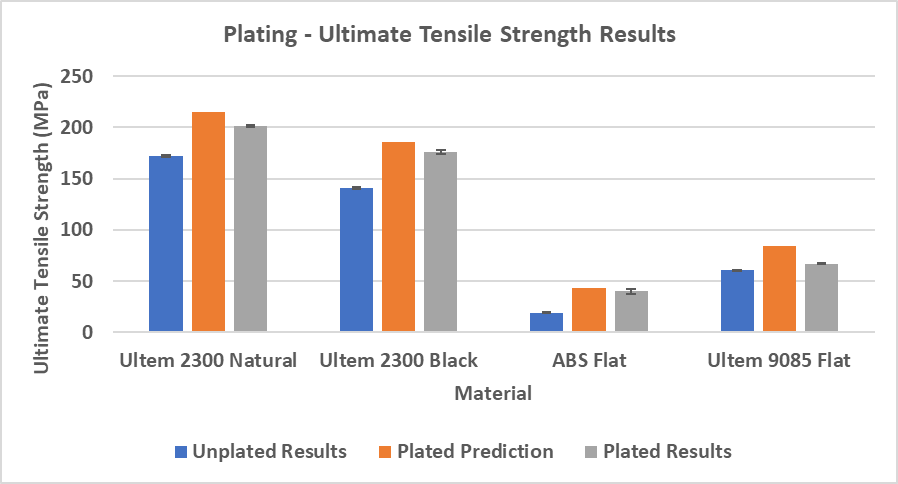 Plating - Ultimate Tensile Strength Results
Ultimate Tensile Strength (MPa)
250
200
150
100
50
0
Ultem 2300 Natural
Ultem 2300 Black
ABS Flat
Ultem 9085 Flat
Material
Unplated Results
Plated Prediction
Plated Results